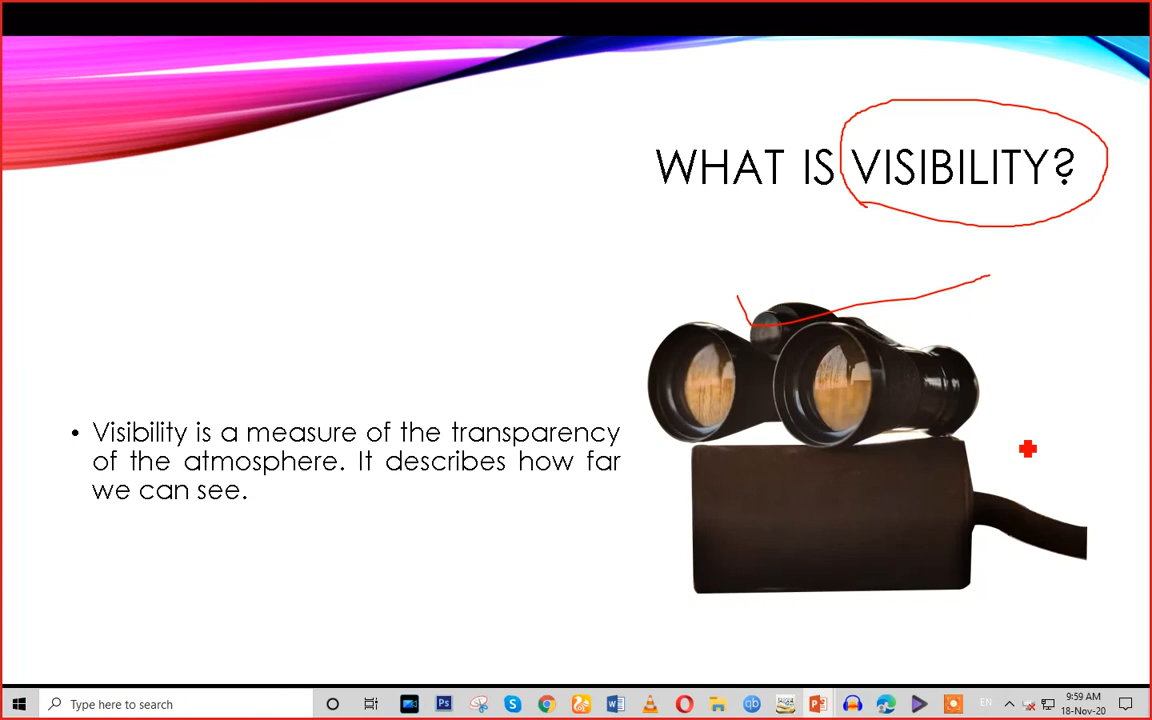 WHAT IS VISIBILITY?
• Visibility is a measure of the transparency
of the atmosphere. It describes how far
we can see.
Type here to search
EN
9:59 AM
18-Nov-20